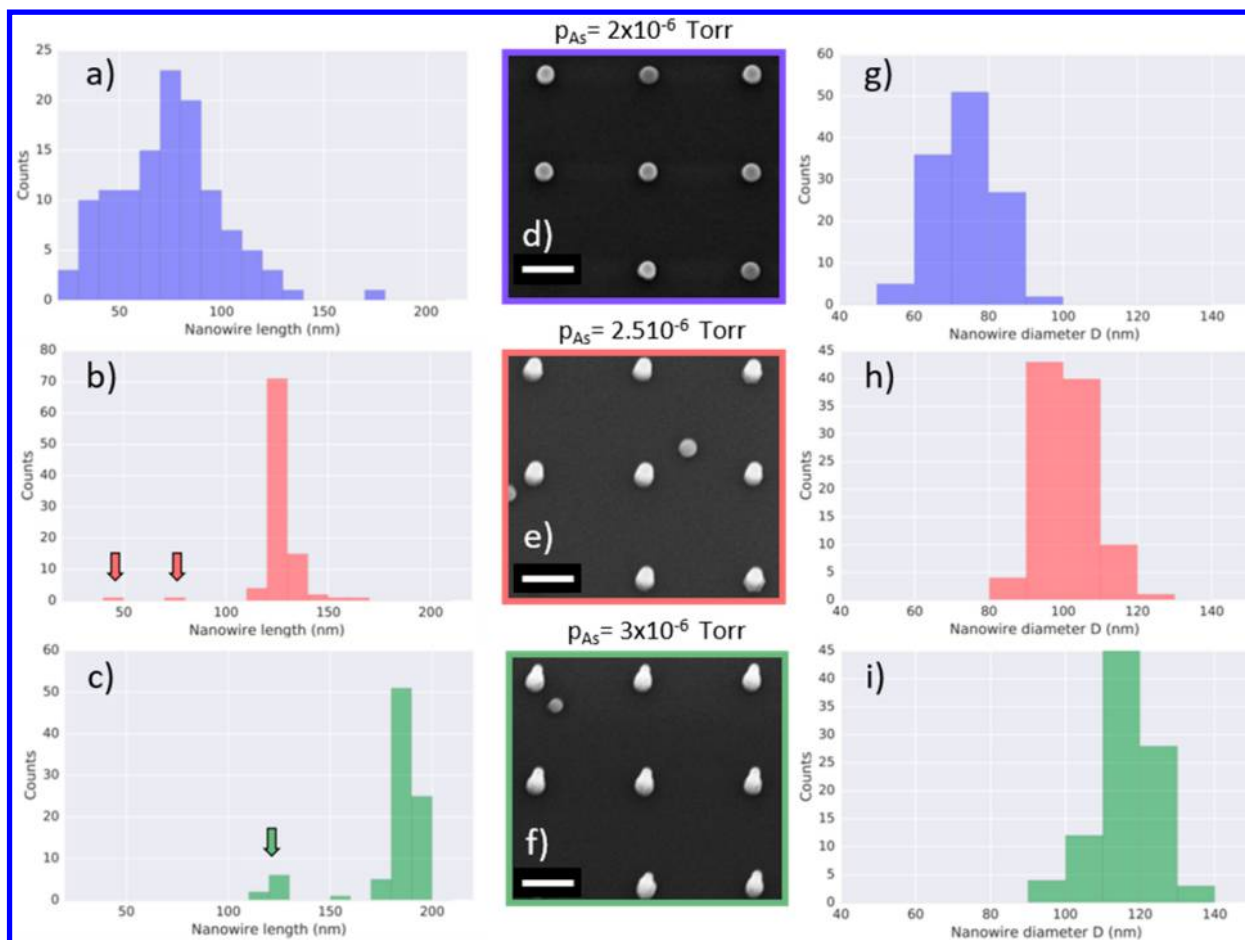 p_As= 2x10^-6 Torr
a)
25
20
15
10
5
0
Counts
50 100 150 200
Nanowire length (nm)
d)
g)
60
50
40
30
20
10
0
Counts
40 60 80 100 120 140
Nanowire diameter D (nm)
p_As= 2.510^-6 Torr
b)
80
70
60
50
40
30
20
10
0
Counts
50 100 150 200
Nanowire length (nm)
e)
h)
45
40
35
30
25
20
15
10
5
0
Counts
40 60 80 100 120 140
Nanowire diameter D (nm)
p_As= 3x10^-6 Torr
c)
60
50
40
30
20
10
0
Counts
50 100 150 200
Nanowire length (nm)
f)
i)
45
40
35
30
25
20
15
10
5
0
Counts
40 60 80 100 120 140
Nanowire diameter D (nm)